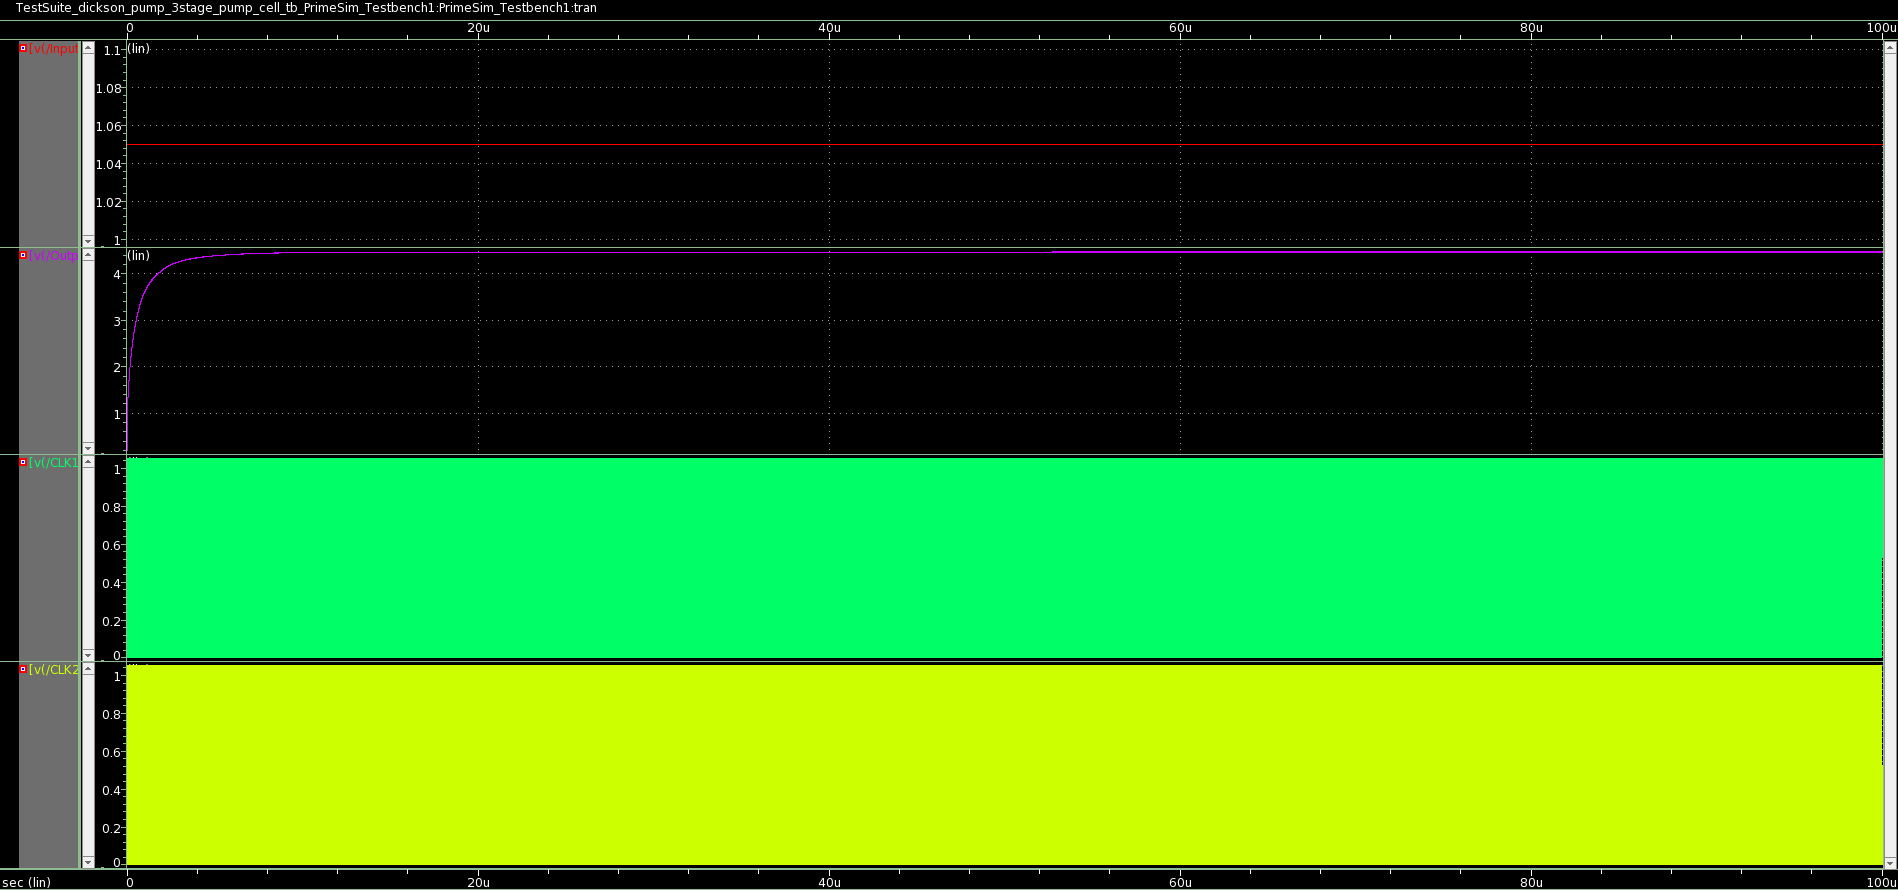 TestSuite_dickson_pump_3stage_pump_cell_tb_PrimeSim_Testbench1:PrimeSim_Testbench1:tran
0 20u 40u 60u 80u 100u
[v(/Input
1.1 (lin)
1.08
1.06
1.04
1.02
1
[v(/Outp
(lin)
4
3
2
1
[v(/CLK1
1
0.8
0.6
0.4
0.2
0
[v(/CLK2
1
0.8
0.6
0.4
0.2
0
sec (lin) 0 20u 40u 60u 80u 100u